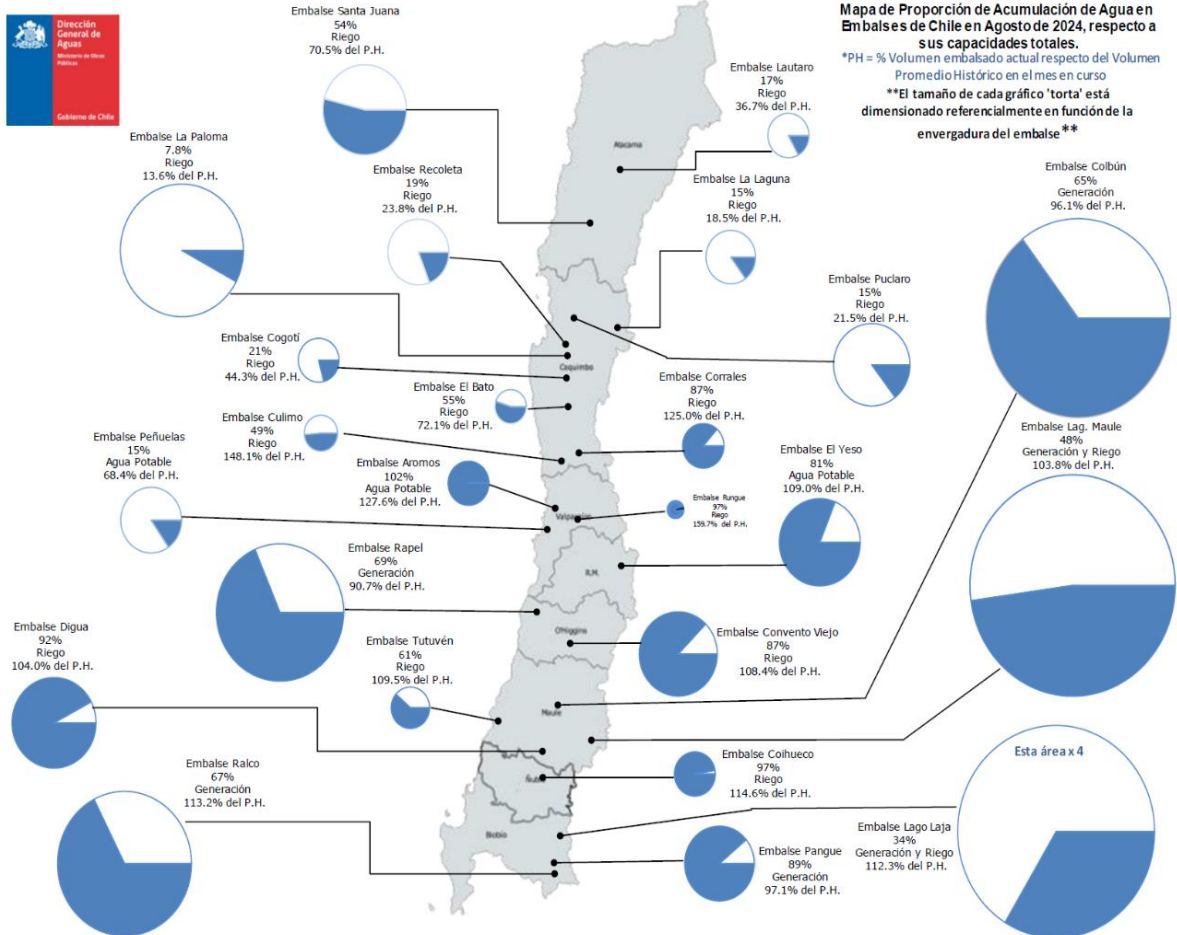 Dirección
General de
Aguas
Ministerio de Obras
Públicas
Gobierno de Chile
Mapa de Proporción de Acumulación de Agua en
Embalses de Chile en Agosto de 2024, respecto a
sus capacidades totales.
*PH = % Volumen embalsado actual respecto del Volumen
Promedio Histórico en el mes en curso
**El tamaño de cada gráfico 'torta' está
dimensionado referencialmente en función de la
envergadura del embalse**
Embalse Santa Juana
54%
Riego
70.5% del P.H.
Embalse Lautaro
17%
Riego
36.7% del P.H.
Embalse La Paloma
7.8%
Riego
13.6% del P.H.
Embalse Recoleta
19%
Riego
23.8% del P.H.
Embalse La Laguna
15%
Riego
18.5% del P.H.
Embalse Colbún
65%
Generación
96.1% del P.H.
Embalse Puclaro
15%
Riego
21.5% del P.H.
Embalse Cogotí
21%
Riego
44.3% del P.H.
Embalse El Bato
55%
Riego
72.1% del P.H.
Embalse Corrales
87%
Riego
125.0% del P.H.
Embalse Culimo
49%
Riego
148.1% del P.H.
Embalse Peñuelas
15%
Agua Potable
68.4% del P.H.
Embalse Aromos
102%
Agua Potable
127.6% del P.H.
Embalse Rungue
97%
Riego
159.7% del P.H.
Embalse El Yeso
81%
Agua Potable
109.0% del P.H.
Embalse Lag. Maule
48%
Generación y Riego
103.8% del P.H.
Embalse Rapel
69%
Generación
90.7% del P.H.
Embalse Convento Viejo
87%
Riego
108.4% del P.H.
Embalse Digua
92%
Riego
104.0% del P.H.
Embalse Tutuvén
61%
Riego
109.5% del P.H.
Embalse Coihueco
97%
Riego
114.6% del P.H.
Embalse Ralco
67%
Generación
113.2% del P.H.
Embalse Pangue
89%
Generación
97.1% del P.H.
Esta área x 4
Embalse Lago Laja
34%
Generación y Riego
112.3% del P.H.
Atacama
Coquimbo
Valparaíso
R.M.
O'Higgins
Maule
Ñuble
Biobío